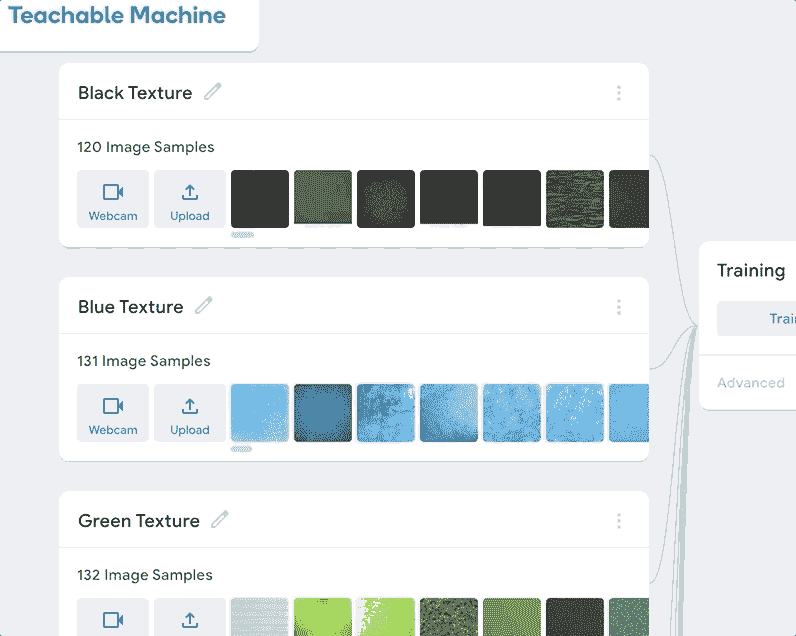 Teachable Machine
Black Texture
120 Image Samples
Webcam
Upload
Blue Texture
131 Image Samples
Webcam
Upload
Green Texture
132 Image Samples
Training
Advanced